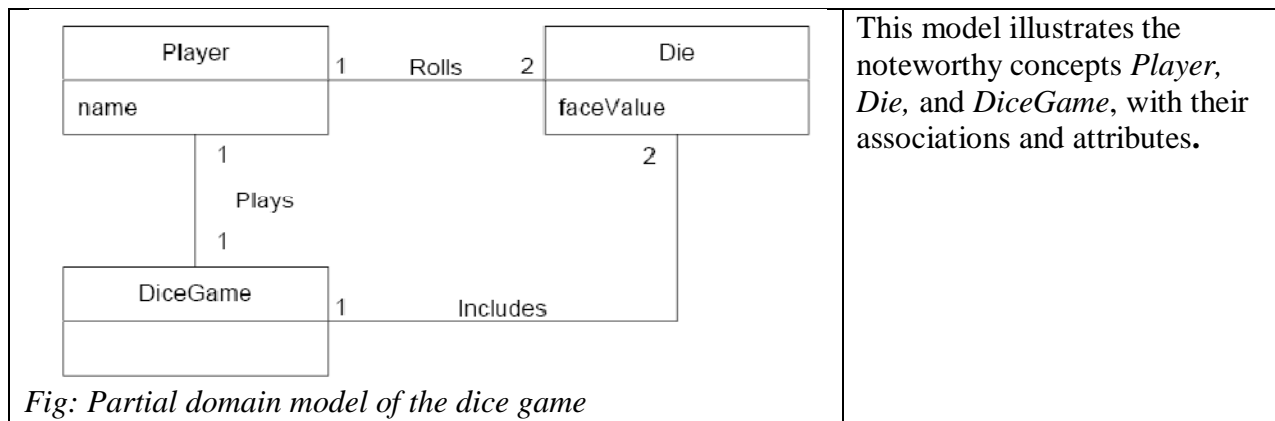 Player
1 Rolls 2
Die
name
faceValue
1
2
Plays
1
DiceGame
1 Includes
Fig: Partial domain model of the dice game
This model illustrates the
noteworthy concepts Player,
Die, and DiceGame, with their
associations and attributes.